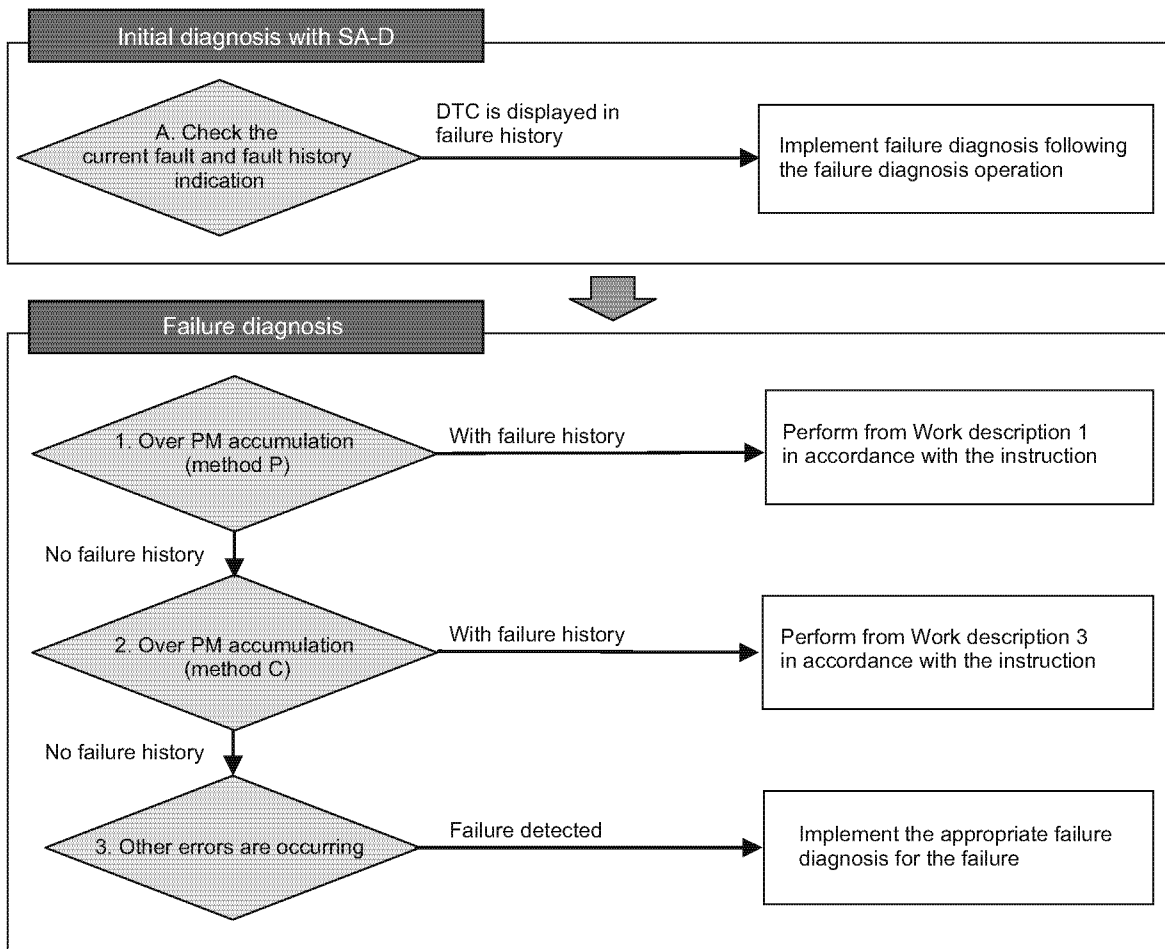 Initial diagnosis with SA-D
A. Check the
current fault and fault history
indication
DTC is displayed in
failure history
Implement failure diagnosis following
the failure diagnosis operation
Failure diagnosis
1. Over PM accumulation
(method P)
With failure history
Perform from Work description 1
in accordance with the instruction
No failure history
2. Over PM accumulation
(method C)
With failure history
Perform from Work description 3
in accordance with the instruction
No failure history
3. Other errors are occurring
Failure detected
Implement the appropriate failure
diagnosis for the failure